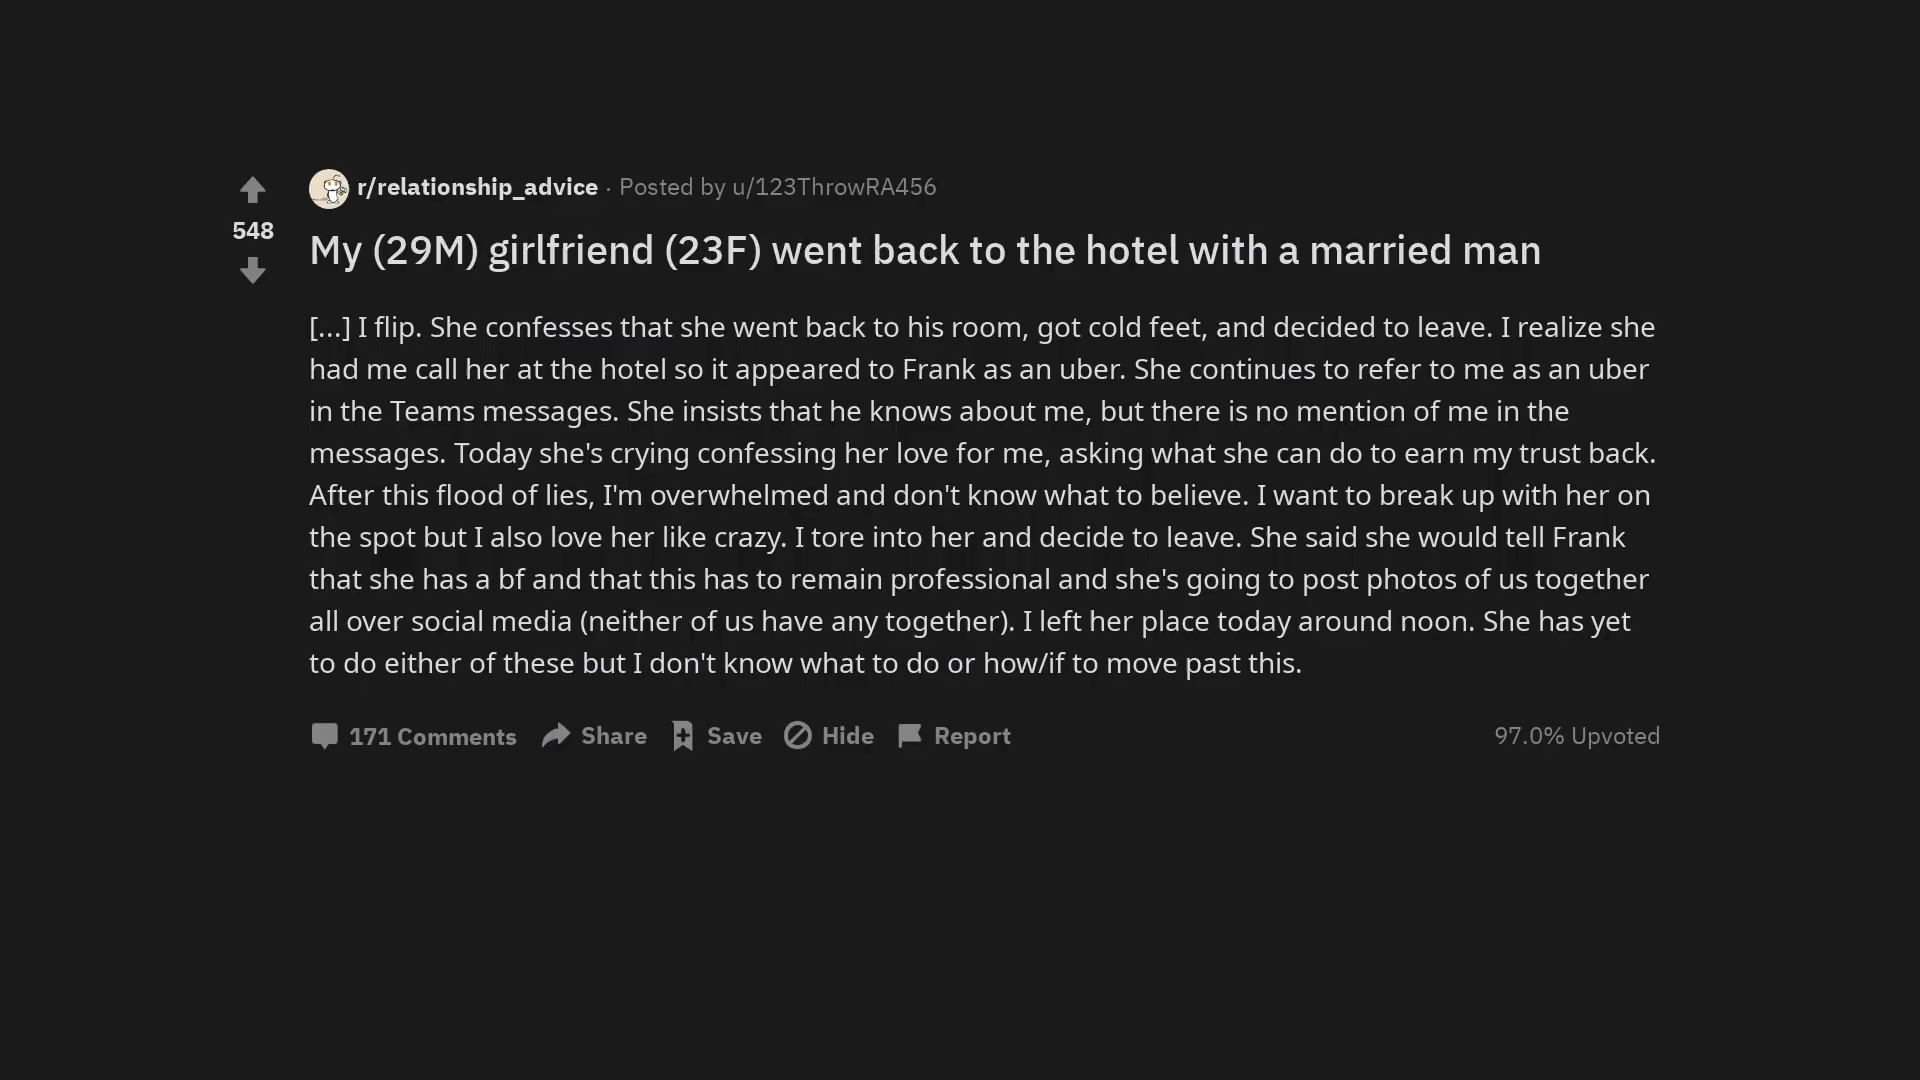 r/relationship_advice · Posted by u/123ThrowRA456
548
My (29M) girlfriend (23F) went back to the hotel with a married man
[...] I flip. She confesses that she went back to his room, got cold feet, and decided to leave. I realize she
had me call her at the hotel so it appeared to Frank as an uber. She continues to refer to me as an uber
in the Teams messages. She insists that he knows about me, but there is no mention of me in the
messages. Today she's crying confessing her love for me, asking what she can do to earn my trust back.
After this flood of lies, I'm overwhelmed and don't know what to believe. I want to break up with her on
the spot but I also love her like crazy. I tore into her and decide to leave. She said she would tell Frank
that she has a bf and that this has to remain professional and she's going to post photos of us together
all over social media (neither of us have any together). I left her place today around noon. She has yet
to do either of these but I don't know what to do or how/if to move past this.
171 Comments Share Save Hide Report 97.0% Upvoted